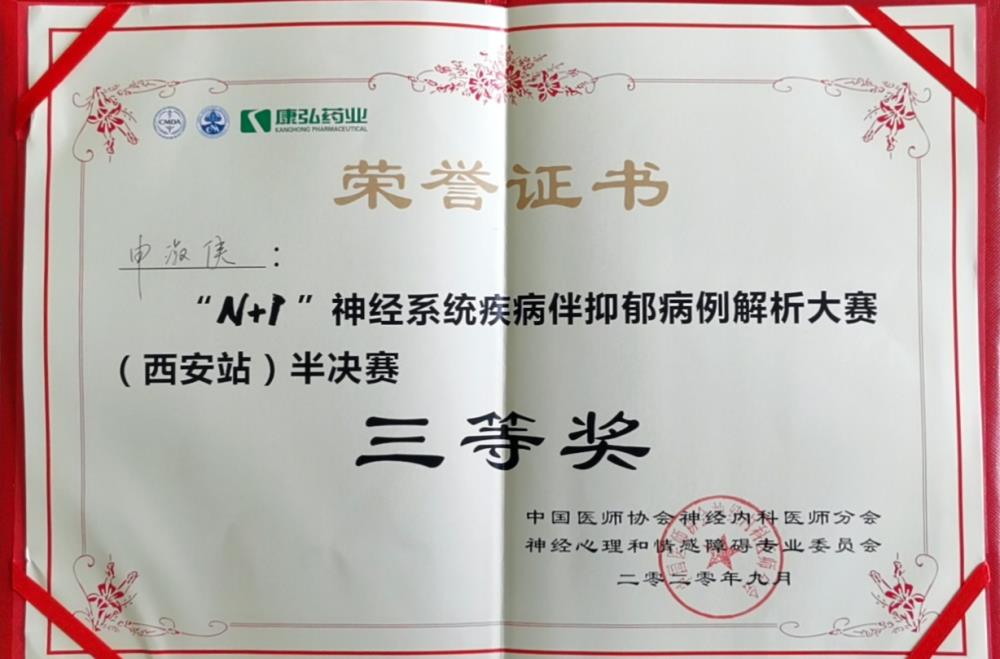 CMDA
康弘药业
KANGHONG PHARMACEUTICAL
荣誉证书
申淑侠：
“N+1”神经系统疾病伴抑郁病例解析大赛
（西安站）半决赛
三等奖
中国医师协会神经内科医师分会
神经心理和情感障碍专业委员会
二零二零年九月